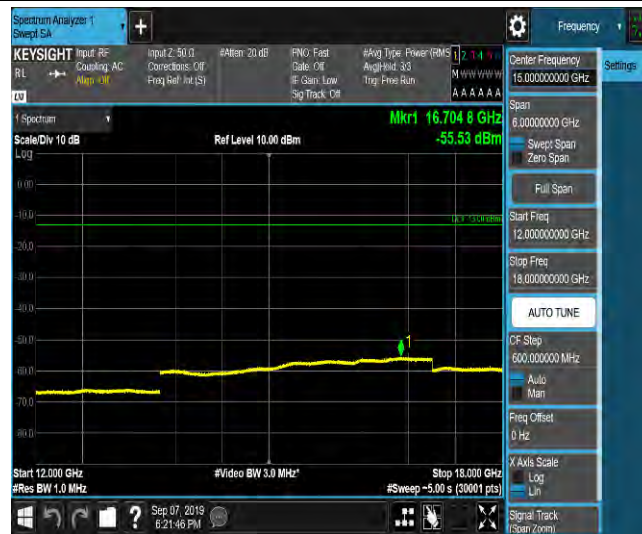 Spectrum Analyzer 1
Swept SA
Frequency
KEYSIGHT
RL
Input: RF
Coupling: AC
Align: Off
Input Z: 50 Ω
Corrections: Off
Freq Ref: Int (S)
#Atten: 20 dB
PNO: Fast
Gate: Off
IF Gain: Low
Sig Track: Off
#Avg Type: Power (RMS
Avg|Hold: 3/3
Trig: Free Run
1 2 3 4 5 6
M W W W W W
A A A A A A
LXI
1 Spectrum
Scale/Div 10 dB
Log
Ref Level 10.00 dBm
Mkr1 16.704 8 GHz
-55.53 dBm
0.00
-10.0
-20.0
-30.0
-40.0
-50.0
-60.0
-70.0
-80.0
1
Start 12.000 GHz
#Res BW 1.0 MHz
#Video BW 3.0 MHz*
Stop 18.000 GHz
#Sweep ~5.00 s (30001 pts)
Sep 07, 2019
6:21:46 PM
Center Frequency
15.000000000 GHz
Settings
Span
6.00000000 GHz
Swept Span
Zero Span
Full Span
Start Freq
12.000000000 GHz
Stop Freq
18.000000000 GHz
AUTO TUNE
CF Step
600.000000 MHz
Auto
Man
Freq Offset
0 Hz
X Axis Scale
Log
Lin
Signal Track
(Span Zoom)